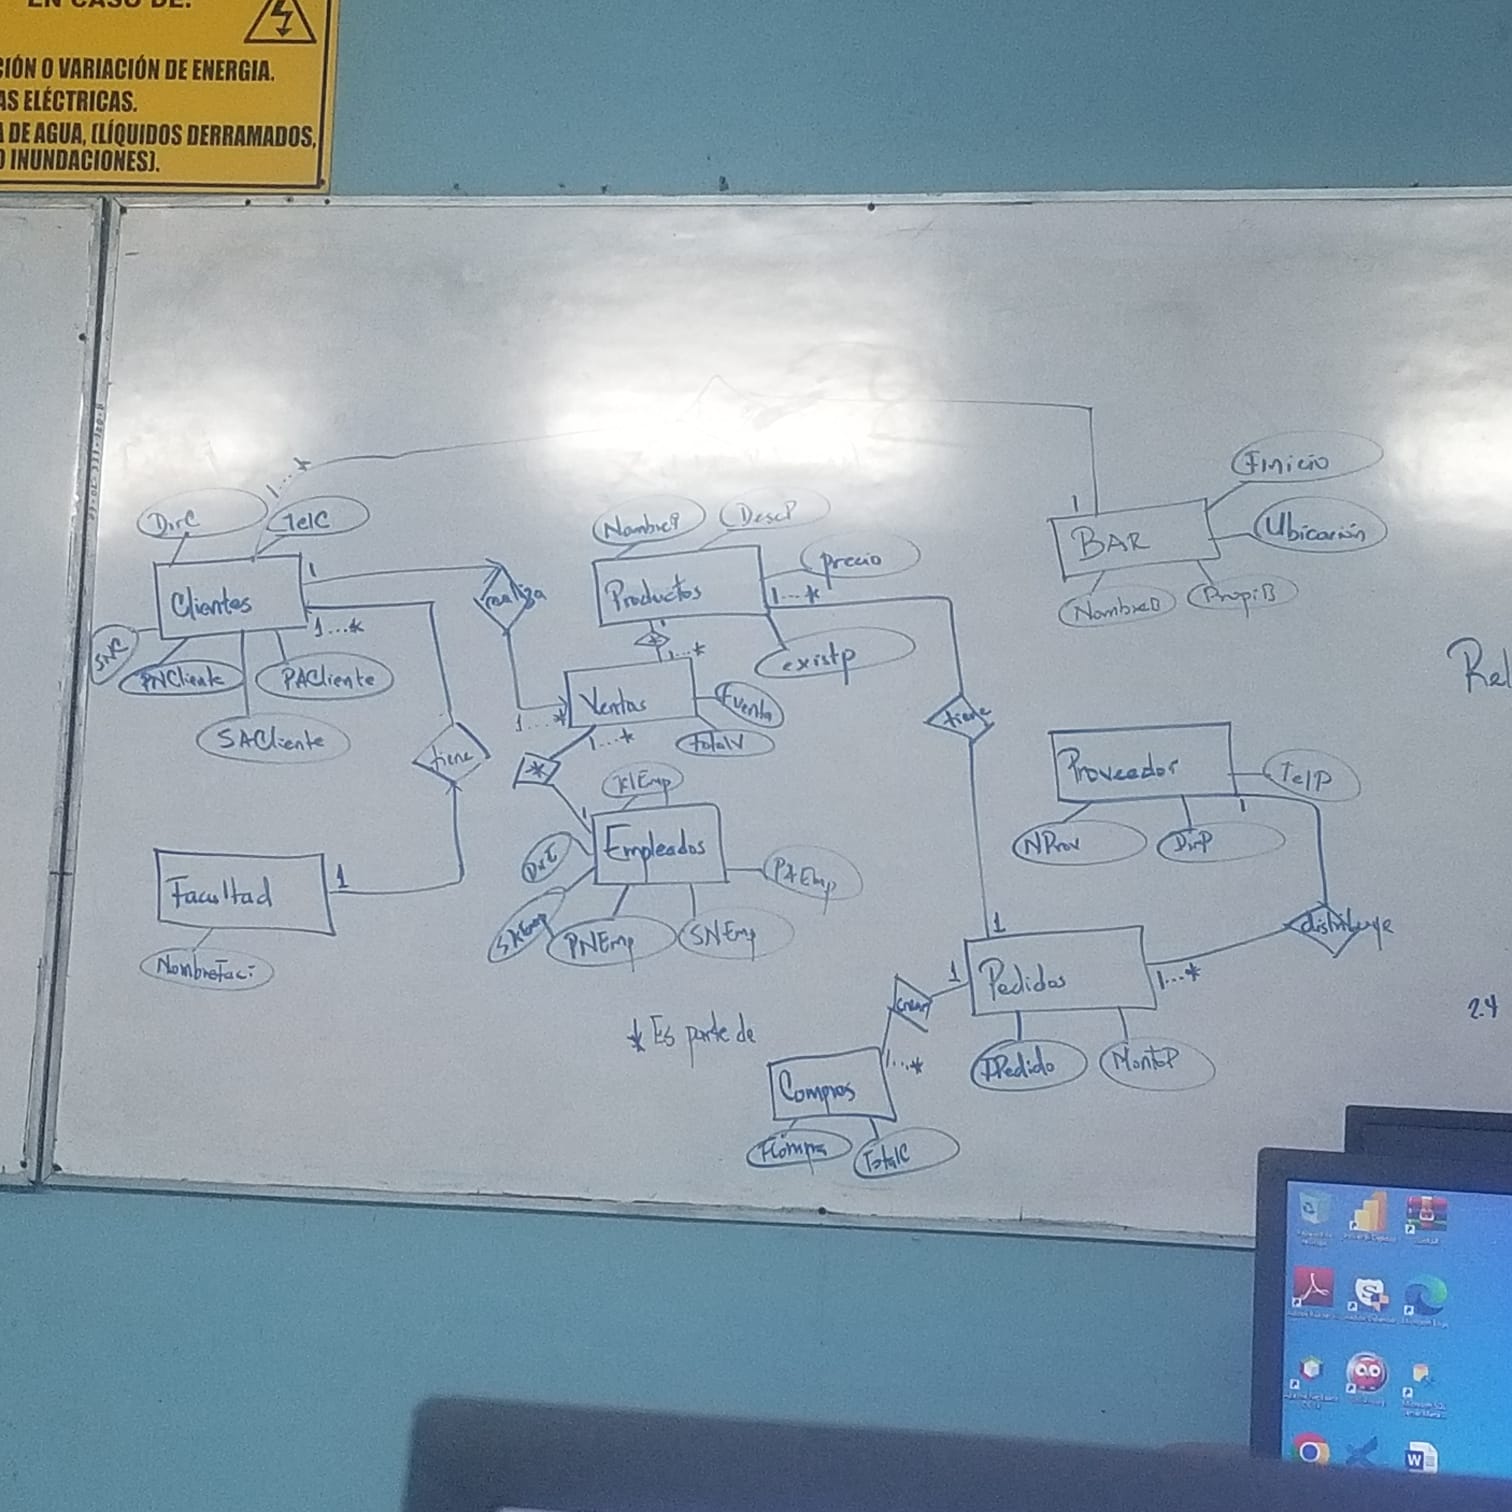 EN CASO DE:
CIÓN O VARIACIÓN DE ENERGIA.
AS ELÉCTRICAS.
A DE AGUA, (LÍQUIDOS DERRAMADOS,
O INUNDACIONES).
1...*
DirC
TelC
Clientes
1
1...*
SNC
PNCliente
PACliente
SACliente
realiza
tiene
Facultad
1
NombreFac:
NombreP
DescP
Precio
Productos
1...*
existp
*
1...*
Ventas
1...*
Fventa
totalV
1...*
*
1
Empleados
DirE
PAEmp
PNEmp
SNEmp
* Es parte de
tiene
1
BAR
FInicio
Ubicación
NombreB
PropiB
Rel
Proveedor
TelP
1
NProv
DirP
distribuye
1
Pedidos
1
1...*
FPedido
MontoP
crean
1...*
Compras
FCompra
TotalC
2.4